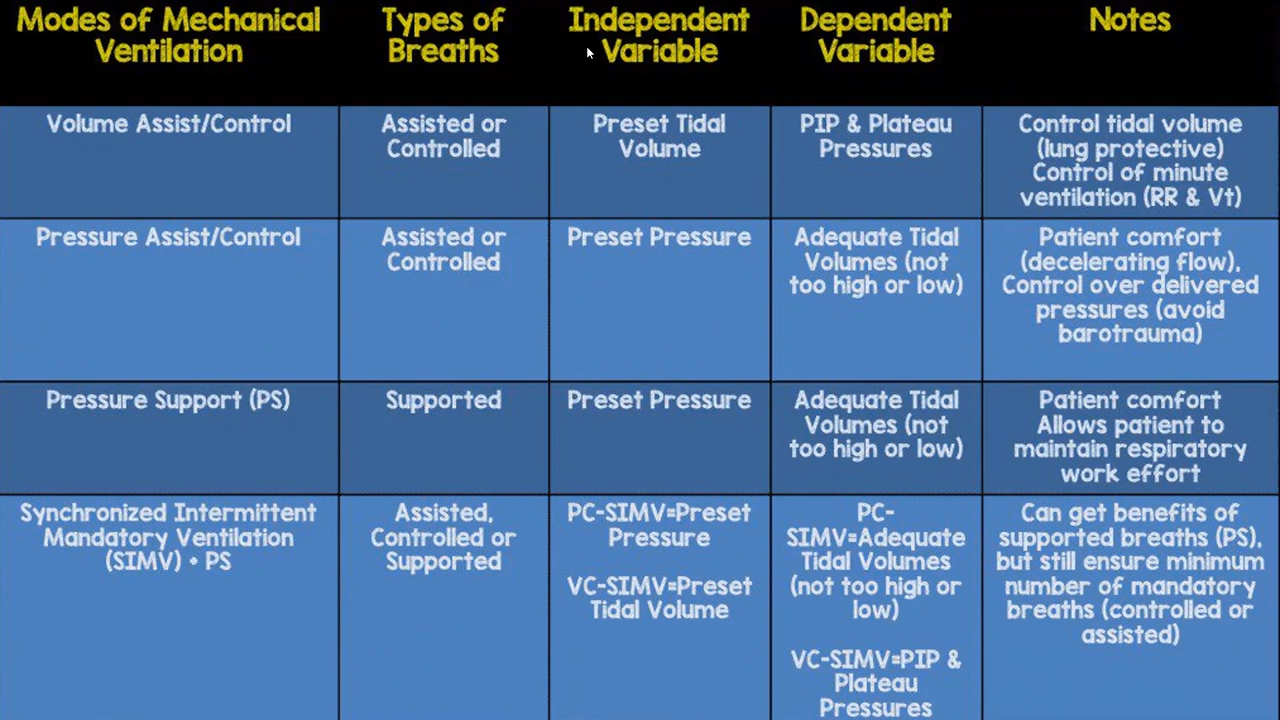 Modes of Mechanical
Ventilation
Types of
Breaths
Independent
Variable
Dependent
Variable
Notes
Volume Assist/Control
Assisted or
Controlled
Preset Tidal
Volume
PIP & Plateau
Pressures
Control tidal volume
(lung protective)
Control of minute
ventilation (RR & Vt)
Pressure Assist/Control
Assisted or
Controlled
Preset Pressure
Adequate Tidal
Volumes (not
too high or low)
Patient comfort
(decelerating flow),
Control over delivered
pressures (avoid
barotrauma)
Pressure Support (PS)
Supported
Preset Pressure
Adequate Tidal
Volumes (not
too high or low)
Patient comfort
Allows patient to
maintain respiratory
work effort
Synchronized Intermittent
Mandatory Ventilation
(SIMV) + PS
Assisted,
Controlled or
Supported
PC-SIMV=Preset
Pressure
VC-SIMV=Preset
Tidal Volume
PC-
SIMV=Adequate
Tidal Volumes
(not too high or
low)
VC-SIMV=PIP &
Plateau
Pressures
Can get benefits of
supported breaths (PS),
but still ensure minimum
number of mandatory
breaths (controlled or
assisted)